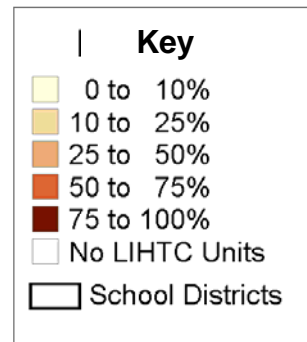 Key
0 to 10%
10 to 25%
25 to 50%
50 to 75%
75 to 100%
No LIHTC Units
School Districts